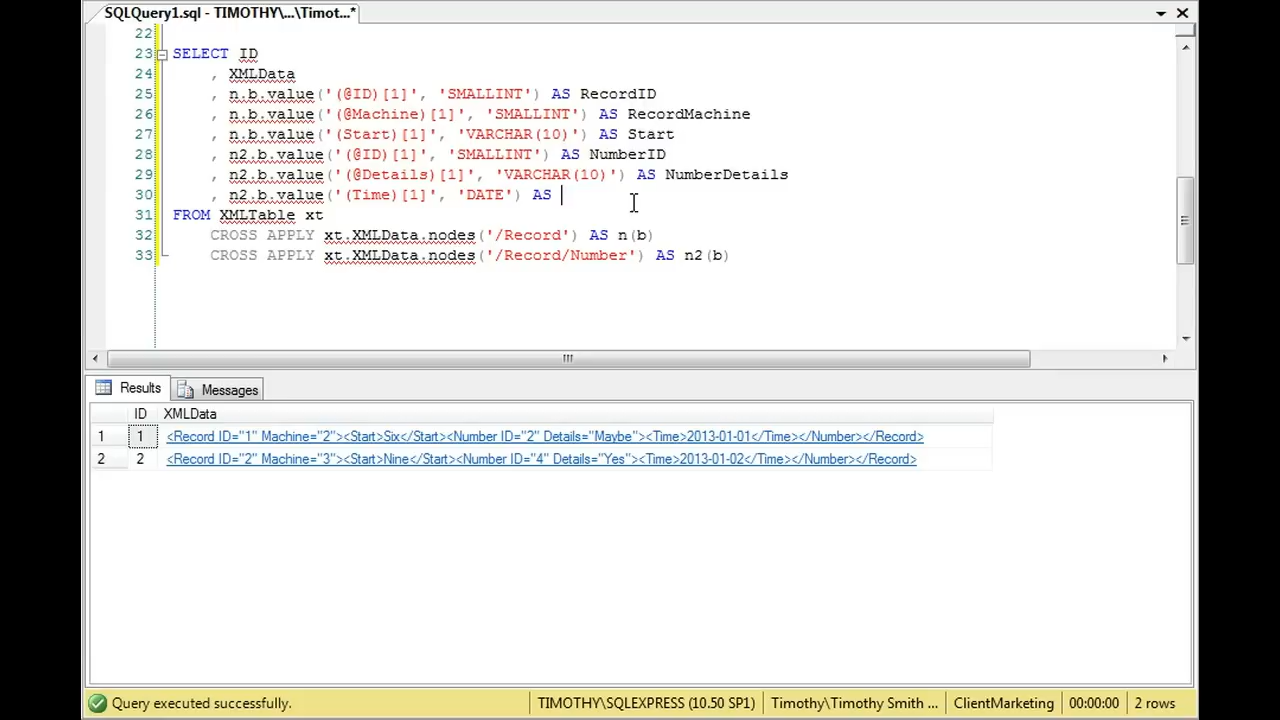 SQLQuery1.sql - TIMOTHY\...\Timot...*
22
23 SELECT ID
24 , XMLData
25 , n.b.value('(@ID)[1]', 'SMALLINT') AS RecordID
26 , n.b.value('(@Machine)[1]', 'SMALLINT') AS RecordMachine
27 , n.b.value('(Start)[1]', 'VARCHAR(10)') AS Start
28 , n2.b.value('(@ID)[1]', 'SMALLINT') AS NumberID
29 , n2.b.value('(@Details)[1]', 'VARCHAR(10)') AS NumberDetails
30 , n2.b.value('(Time)[1]', 'DATE') AS
31 FROM XMLTable xt
32 CROSS APPLY xt.XMLData.nodes('/Record') AS n(b)
33 CROSS APPLY xt.XMLData.nodes('/Record/Number') AS n2(b)
Results Messages
ID XMLData
1 1 <Record ID="1" Machine="2"><Start>Six</Start><Number ID="2" Details="Maybe"><Time>2013-01-01</Time></Number></Record>
2 2 <Record ID="2" Machine="3"><Start>Nine</Start><Number ID="4" Details="Yes"><Time>2013-01-02</Time></Number></Record>
Query executed successfully. TIMOTHY\SQLEXPRESS (10.50 SP1) Timothy\Timothy Smith ... ClientMarketing 00:00:00 2 rows